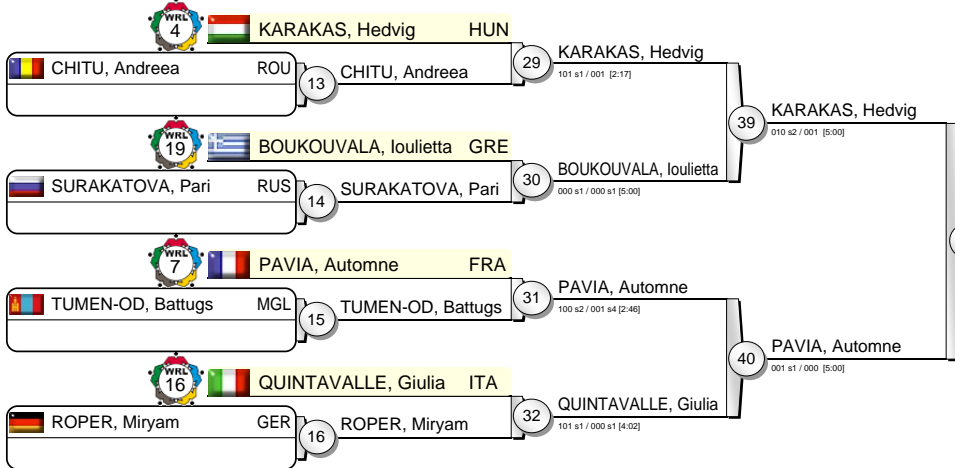 WRL
4
KARAKAS, Hedvig HUN
CHITU, Andreea ROU
13
CHITU, Andreea
29
KARAKAS, Hedvig
101 s1 / 001 [2:17]
WRL
19
BOUKOUVALA, Ioulietta GRE
SURAKATOVA, Pari RUS
14
SURAKATOVA, Pari
30
BOUKOUVALA, Ioulietta
000 s1 / 000 s1 [5:00]
39
KARAKAS, Hedvig
010 s2 / 001 [5:00]
WRL
7
PAVIA, Automne FRA
TUMEN-OD, Battugs MGL
15
TUMEN-OD, Battugs
31
PAVIA, Automne
100 s2 / 001 s4 [2:46]
WRL
16
QUINTAVALLE, Giulia ITA
ROPER, Miryam GER
16
ROPER, Miryam
32
QUINTAVALLE, Giulia
101 s1 / 000 s1 [4:02]
40
PAVIA, Automne
001 s1 / 000 [5:00]